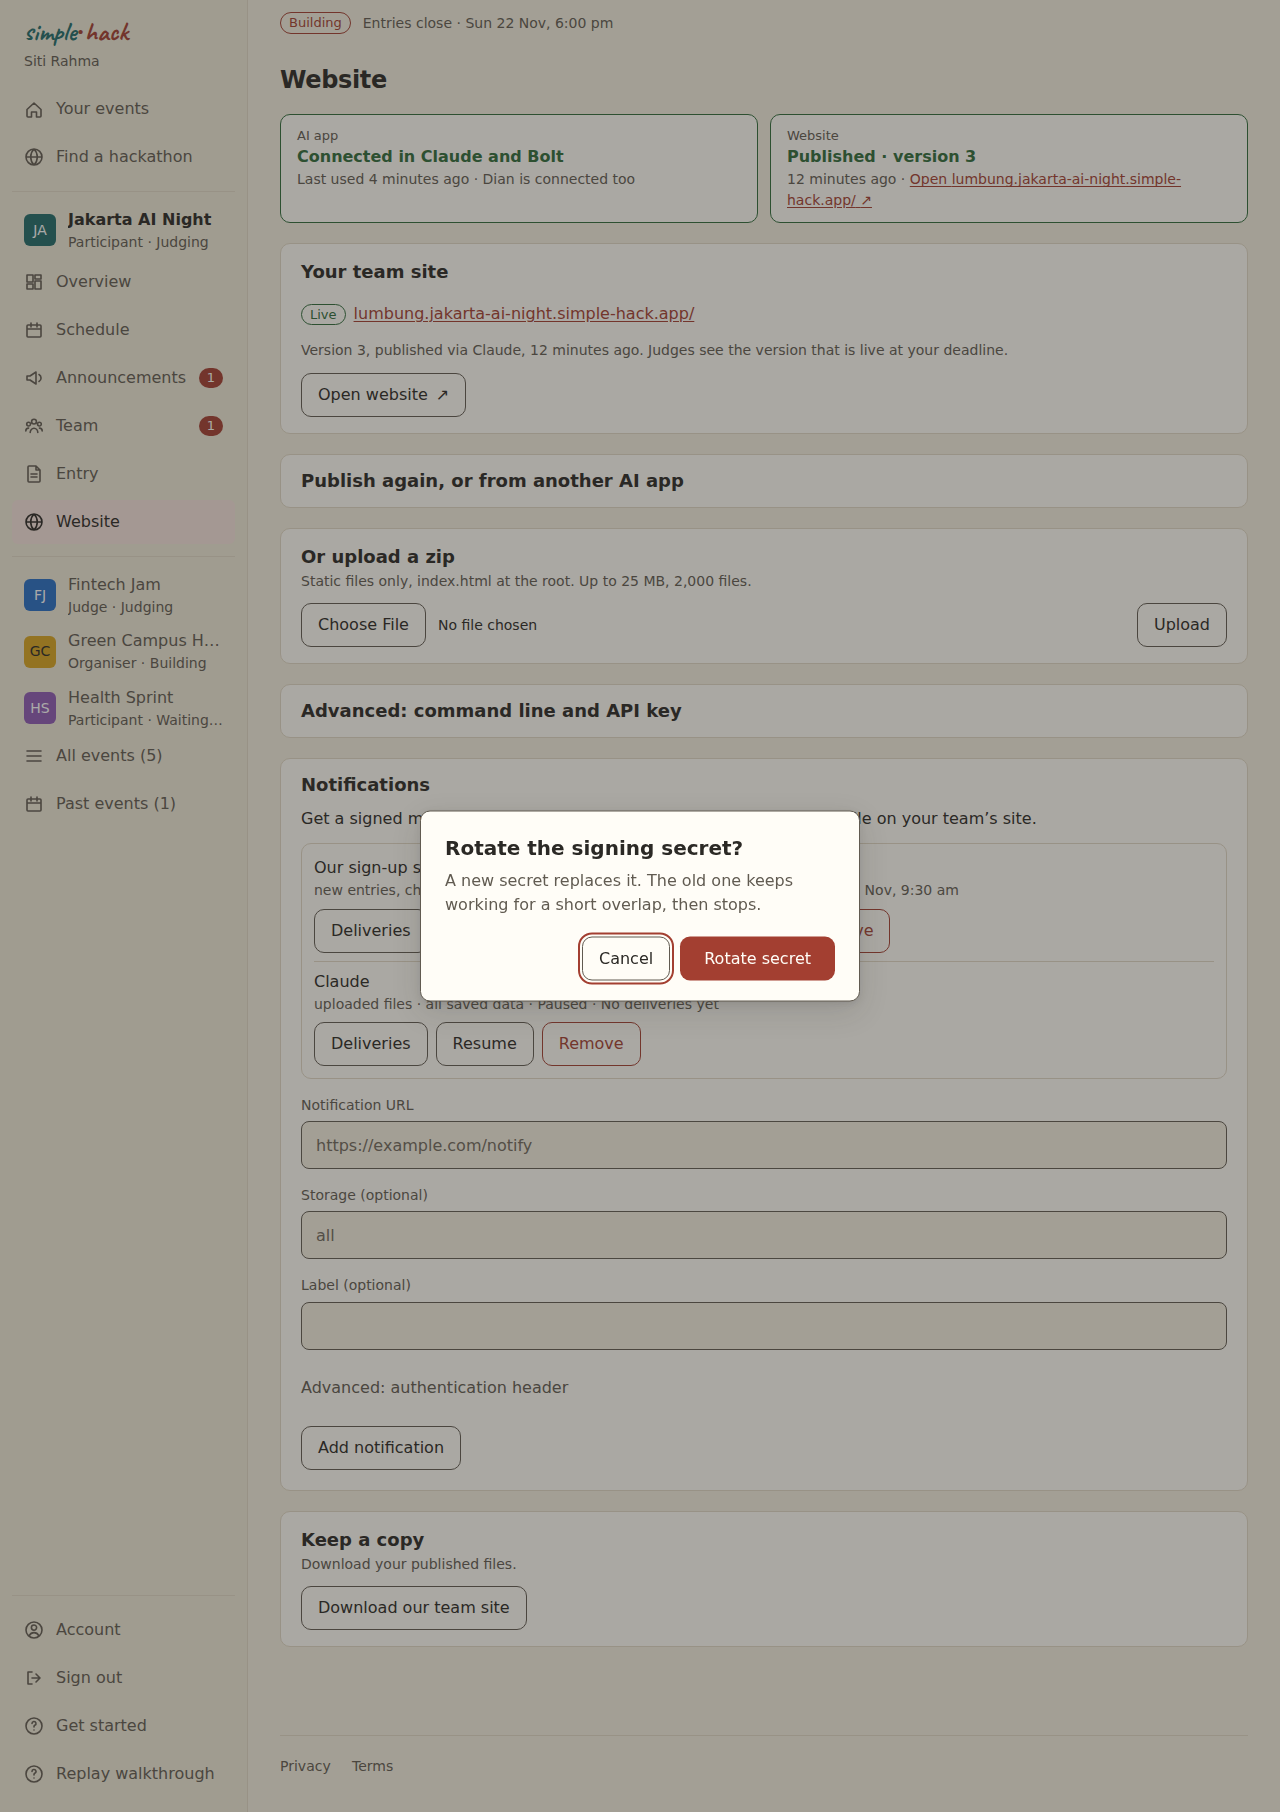 simple·hack
Siti Rahma
Your events
Find a hackathon
JA
Jakarta AI Night
Participant · Judging
Overview
Schedule
Announcements 1
Team 1
Entry
Website
FJ
Fintech Jam
Judge · Judging
GC
Green Campus H…
Organiser · Building
HS
Health Sprint
Participant · Waiting…
All events (5)
Past events (1)
Account
Sign out
Get started
Replay walkthrough
Building Entries close · Sun 22 Nov, 6:00 pm
Website
AI app
Connected in Claude and Bolt
Last used 4 minutes ago · Dian is connected too
Website
Published · version 3
12 minutes ago · Open lumbung.jakarta-ai-night.simple-
hack.app/ ↗
Your team site
Live lumbung.jakarta-ai-night.simple-hack.app/
Version 3, published via Claude, 12 minutes ago. Judges see the version that is live at your deadline.
Open website ↗
Publish again, or from another AI app
Or upload a zip
Static files only, index.html at the root. Up to 25 MB, 2,000 files.
Choose File No file chosen Upload
Advanced: command line and API key
Notifications
Get a signed on your team’s site.
Our sign-up
new entries, Nov, 9:30 am
Deliveries
Rotate the signing secret?
A new secret replaces it. The old one keeps
working for a short overlap, then stops.
Cancel Rotate secret
Claude
uploaded files · all saved data · Paused · No deliveries yet
Deliveries Resume Remove
Notification URL
https://example.com/notify
Storage (optional)
all
Label (optional)
Advanced: authentication header
Add notification
Keep a copy
Download your published files.
Download our team site
Privacy Terms